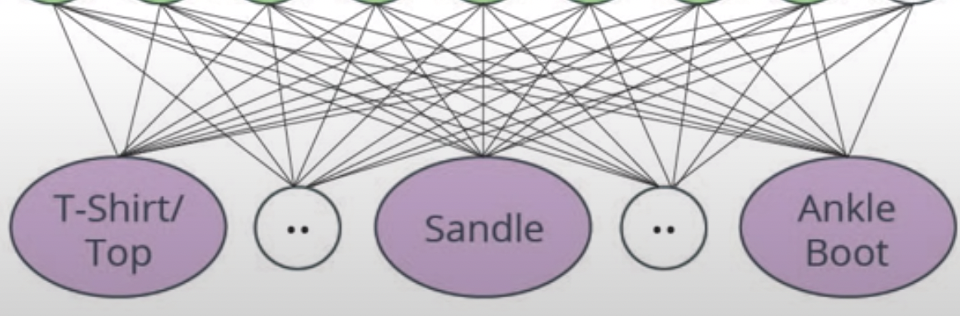 T-Shirt/
Top
..
Sandle
..
Ankle
Boot